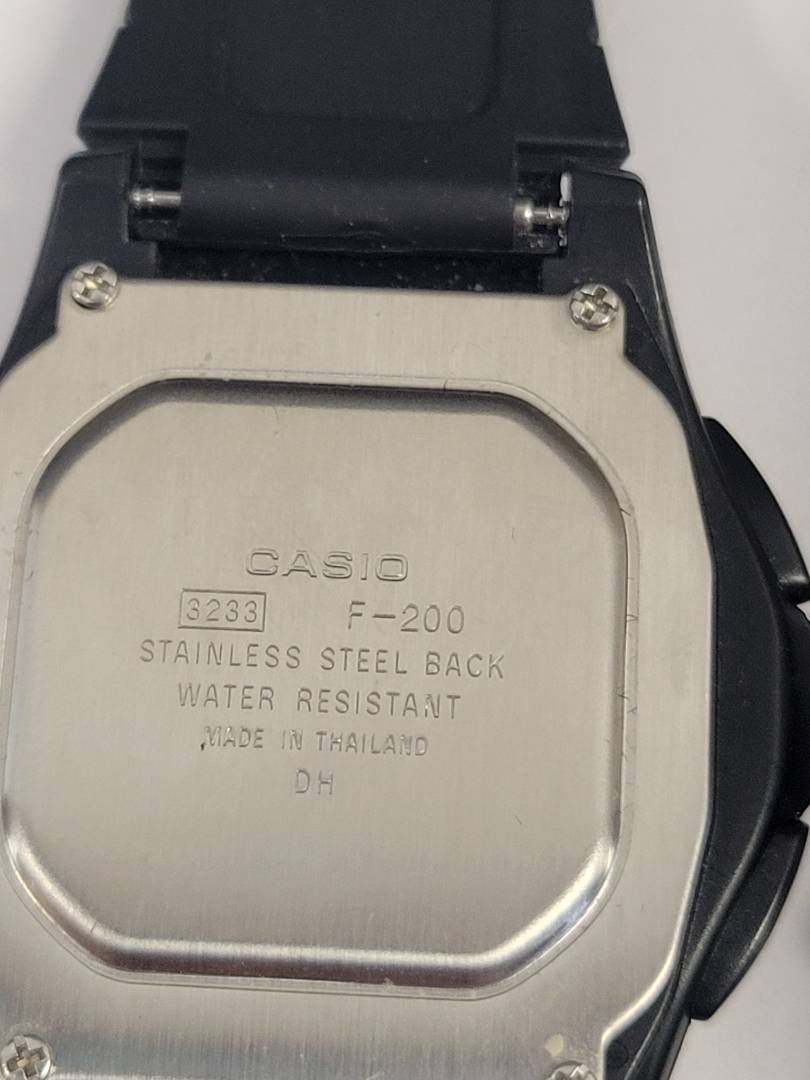 CASIO
3233 F-200
STAINLESS STEEL BACK
WATER RESISTANT
MADE IN THAILAND
DH